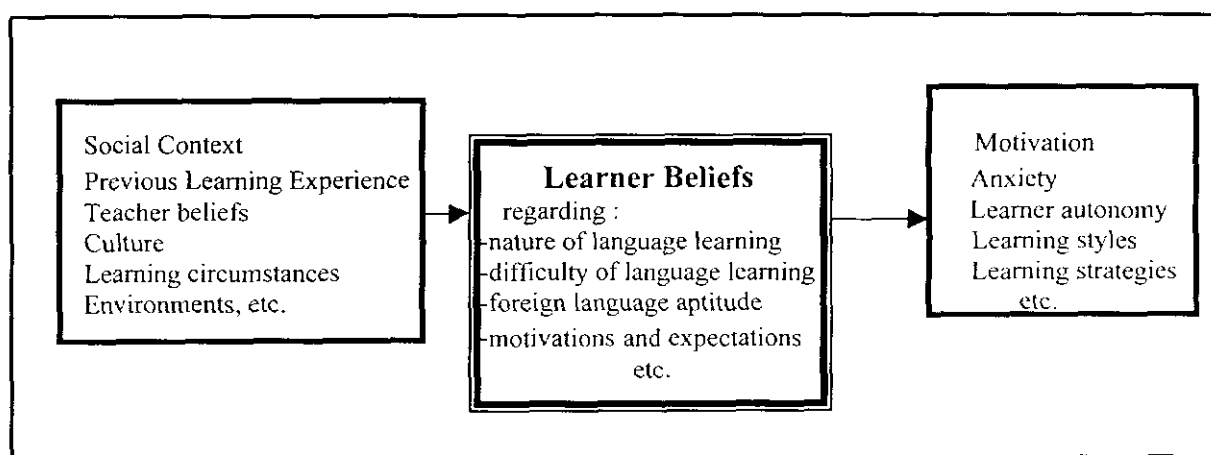 Social Context
Previous Learning Experience
Teacher beliefs
Culture
Learning circumstances
Environments, etc.
Learner Beliefs
regarding :
-nature of language learning
-difficulty of language learning
-foreign language aptitude
-motivations and expectations
etc.
Motivation
Anxiety
Learner autonomy
Learning styles
Learning strategies
etc.